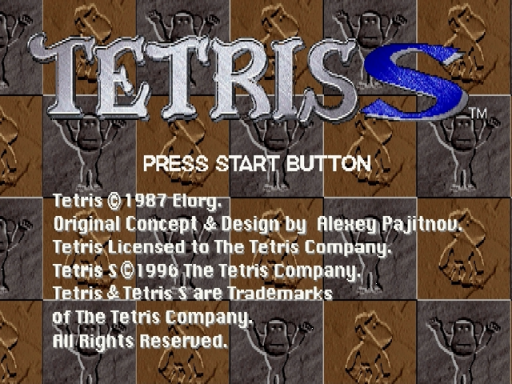 TETRIS S™
PRESS START BUTTON
Tetris ©1987 Elorg.
Original Concept & Design by Alexey Pajitnov.
Tetris Licensed to The Tetris Company.
Tetris S ©1996 The Tetris Company.
Tetris & Tetris S are Trademarks
of The Tetris Company.
All Rights Reserved.